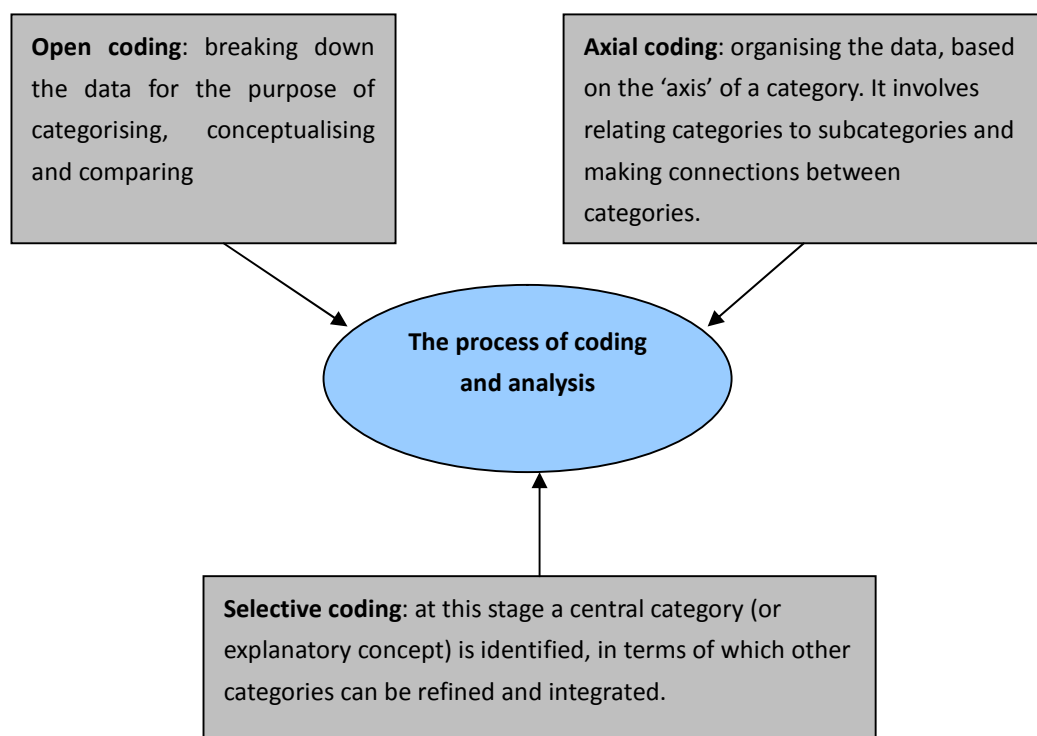 Open coding: breaking down
the data for the purpose of
categorising, conceptualising
and comparing
Axial coding: organising the data, based
on the ‘axis’ of a category. It involves
relating categories to subcategories and
making connections between
categories.
The process of coding
and analysis
Selective coding: at this stage a central category (or
explanatory concept) is identified, in terms of which other
categories can be refined and integrated.